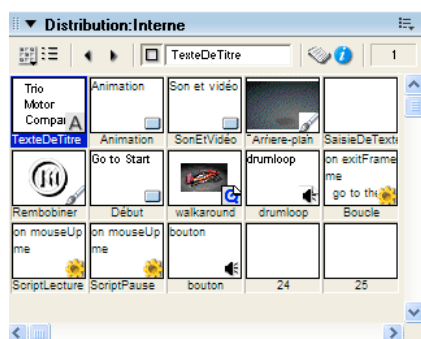 Distribution:Interne
TexteDeTitre
1
Trio
Motor
Compar
A
Animation
Son et vidéo
TexteDeTitre
Animation
SonEtVidéo
Arriere-plan
SaisieDeTexte
Go to Start
drumloop
on exitFrame
me
go to the
Rembobiner
Début
walkaround
drumloop
Boucle
on mouseUp
me
on mouseUp
me
bouton
ScriptLecture
ScriptPause
bouton
24
25